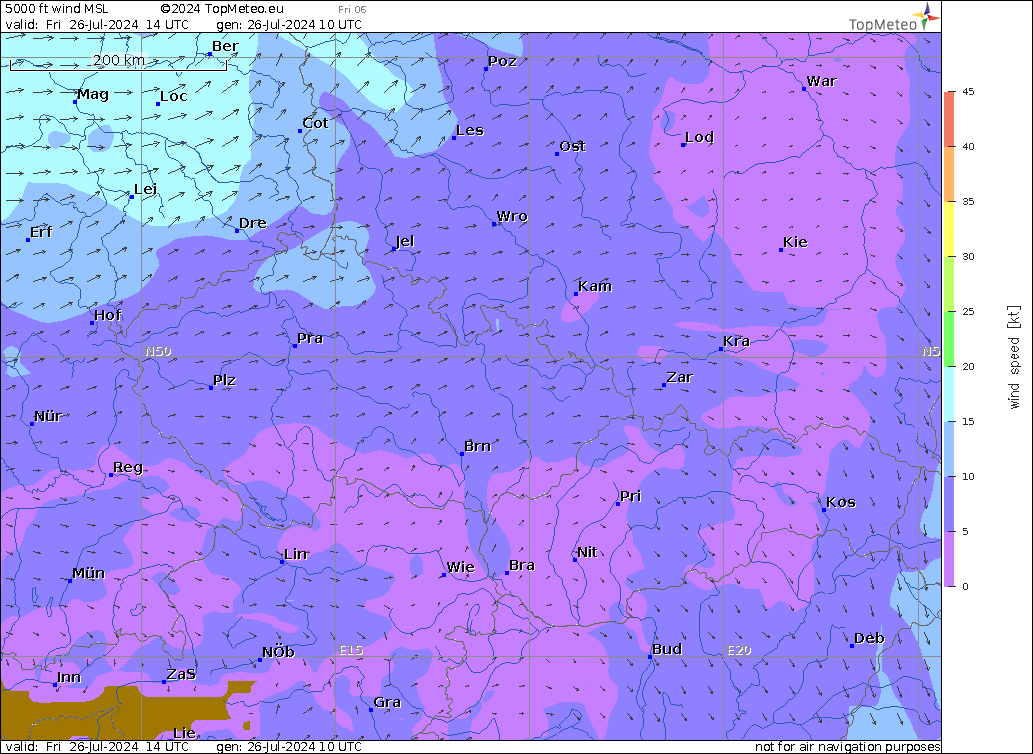 5000 ft wind MSL ©2024 TopMeteo.eu Fri 06
valid: Fri 26-Jul-2024 14 UTC gen: 26-Jul-2024 10 UTC
TopMeteo
Ber
200 km
Poz
War
Mag Loc
Cot
Les
Lod
Ost
Lei
Wro
Erf
Dre
Jel
Kie
Kam
Hof
Pra
Kra
N50
N5
Plz
Zar
Nür
Brn
Reg
Pri
Kos
Lin
Nit
Wie Bra
Mün
NÖb
E15
Bud
E20
Deb
Inn
ZaS
Gra
Lie
45
40
35
30
25
20
15
10
5
0
wind speed [kt]
valid: Fri 26-Jul-2024 14 UTC gen: 26-Jul-2024 10 UTC not for air navigation purposes